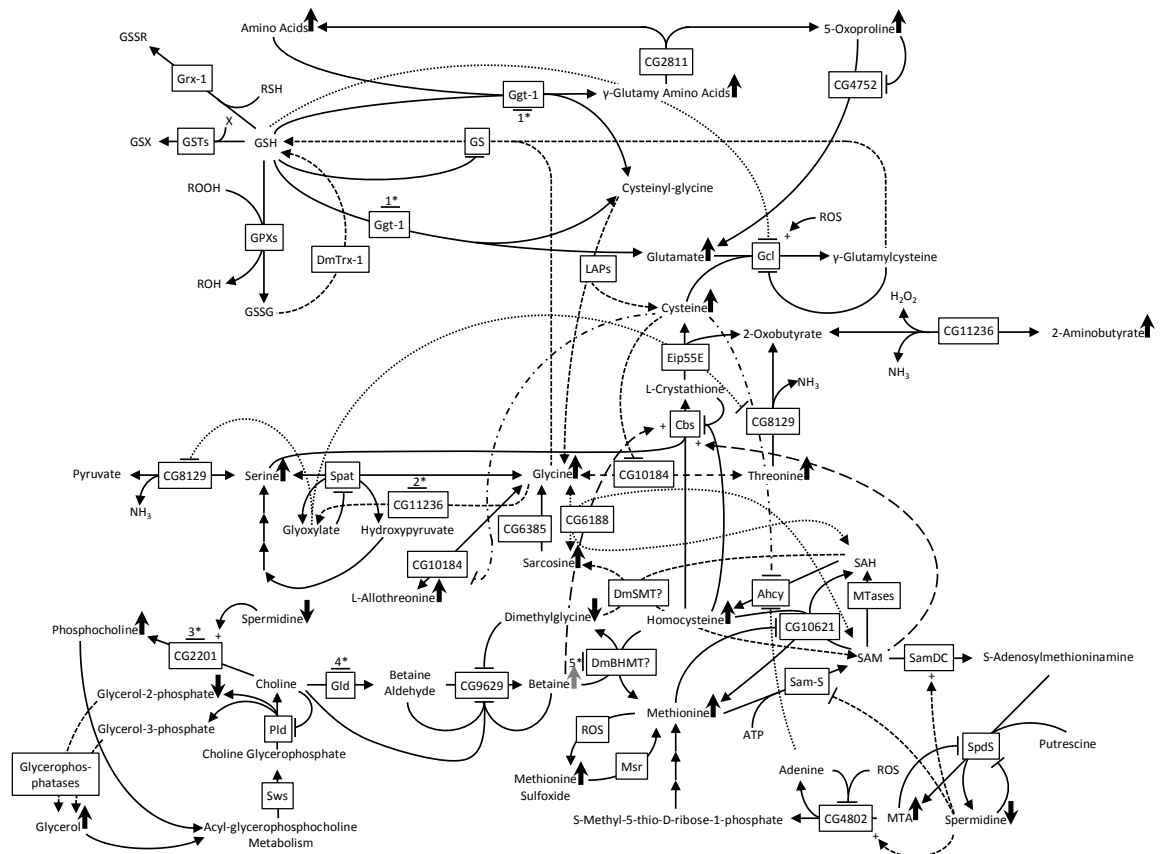 Amino Acids
5-Oxoproline
GSSR
CG2811
Grx-1
RSH
Ggt-1
γ-Glutamy Amino Acids
CG4752
1*
X
GSX
GSTs
GSH
GS
ROOH
Cysteinyl-glycine
1*
Ggt-1
ROS
+
GPXs
DmTrx-1
Glutamate
Gcl
γ-Glutamylcysteine
LAPs
ROH
GSSG
Cysteine
H2O2
2-Oxobutyrate
CG11236
2-Aminobutyrate
Eip55E
NH3
L-Crystathione
NH3
+
Cbs
CG8129
+
Pyruvate
CG8129
Serine
Spat
Glycine
CG10184
Threonine
2*
CG11236
NH3
Glyoxylate
Hydroxypyruvate
CG6385
CG6188
CG10184
Sarcosine
SAH
L-Allothreonine
DmSMT?
Ahcy
MTases
Spermidine
Dimethylglycine
Homocysteine
CG10621
Phosphocholine
3*
+
CG2201
4*
5*
DmBHMT?
SAM
SamDC
S-Adenosylmethioninamine
Glycerol-2-phosphate
Choline
Gld
Betaine
Aldehyde
CG9629
Betaine
Sam-S
+
Glycerol-3-phosphate
Pld
Methionine
ROS
ATP
Choline Glycerophosphate
SpdS
Putrescine
Glycerophos-
phatases
Msr
Methionine
Sulfoxide
Adenine
ROS
Sws
Glycerol
Acyl-glycerophosphocholine
Metabolism
S-Methyl-5-thio-D-ribose-1-phosphate
CG4802
MTA
Spermidine
+